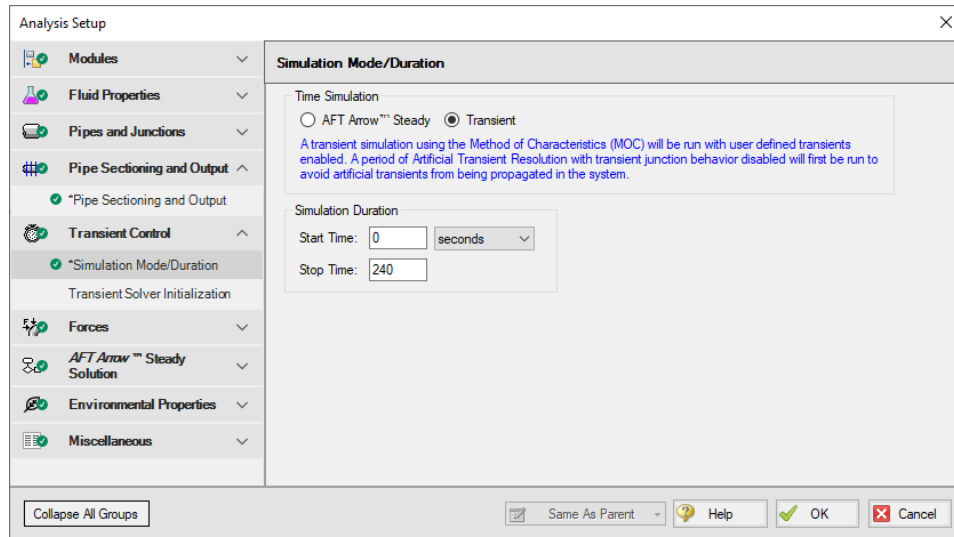 Analysis Setup
Modules
Fluid Properties
Pipes and Junctions
Pipe Sectioning and Output
*Pipe Sectioning and Output
Transient Control
*Simulation Mode/Duration
Transient Solver Initialization
Forces
AFT Arrow ™ Steady
Solution
Environmental Properties
Miscellaneous
Simulation Mode/Duration
Time Simulation
AFT Arrow™ Steady Transient
A transient simulation using the Method of Characteristics (MOC) will be run with user defined transients
enabled. A period of Artificial Transient Resolution with transient junction behavior disabled will first be run to
avoid artificial transients from being propagated in the system.
Simulation Duration
Start Time: 0 seconds
Stop Time: 240
Collapse All Groups Same As Parent Help OK Cancel